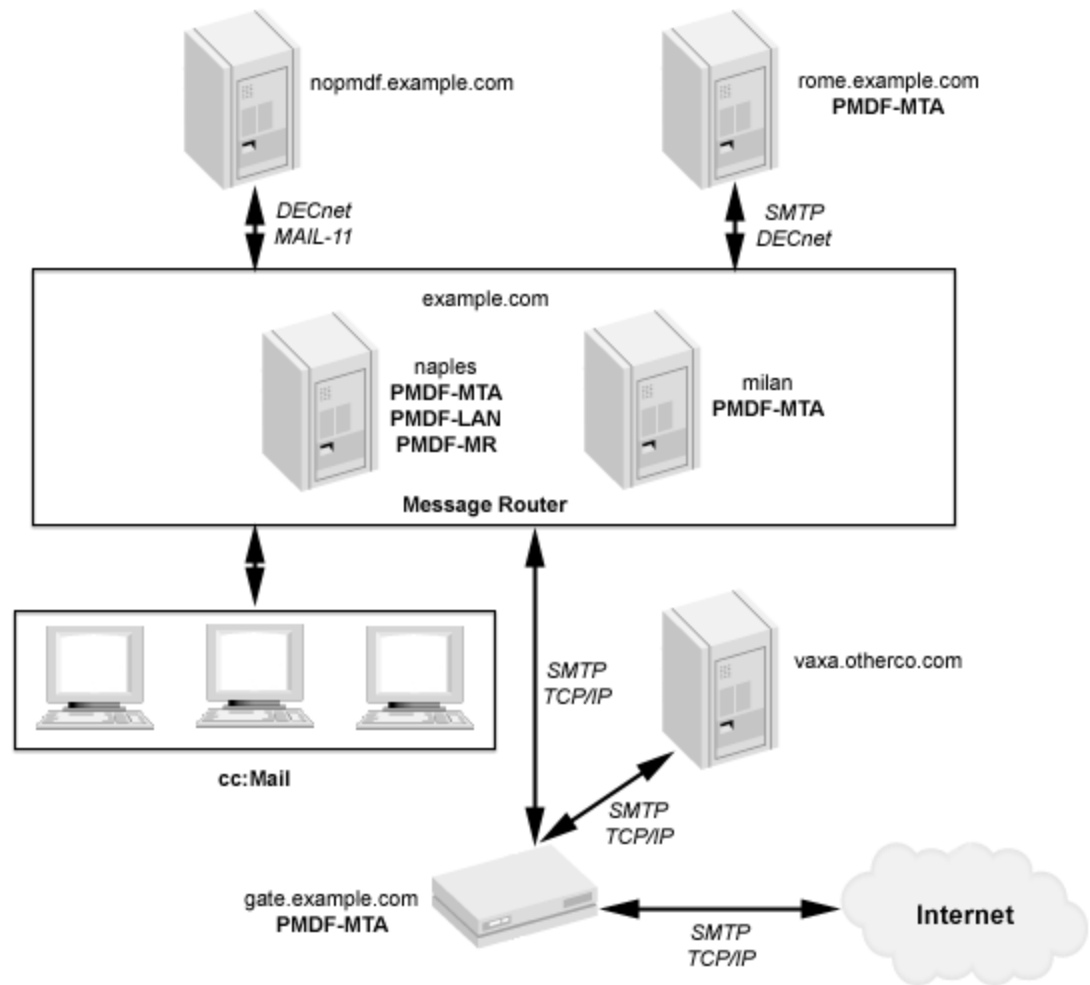 nopmdf.example.com
rome.example.com
PMDF-MTA
DECnet
MAIL-11
SMTP
DECnet
example.com
naples
PMDF-MTA
PMDF-LAN
PMDF-MR
milan
PMDF-MTA
Message Router
SMTP
TCP/IP
vaxa.otherco.com
cc:Mail
SMTP
TCP/IP
gate.example.com
PMDF-MTA
Internet
SMTP
TCP/IP